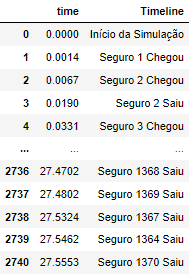 time Timeline
0 0.0000 Início da Simulação
1 0.0014 Seguro 1 Chegou
2 0.0067 Seguro 2 Chegou
3 0.0190 Seguro 2 Saiu
4 0.0331 Seguro 3 Chegou
... ... ...
2736 27.4702 Seguro 1368 Saiu
2737 27.4802 Seguro 1369 Saiu
2738 27.5324 Seguro 1367 Saiu
2739 27.5462 Seguro 1364 Saiu
2740 27.5553 Seguro 1370 Saiu